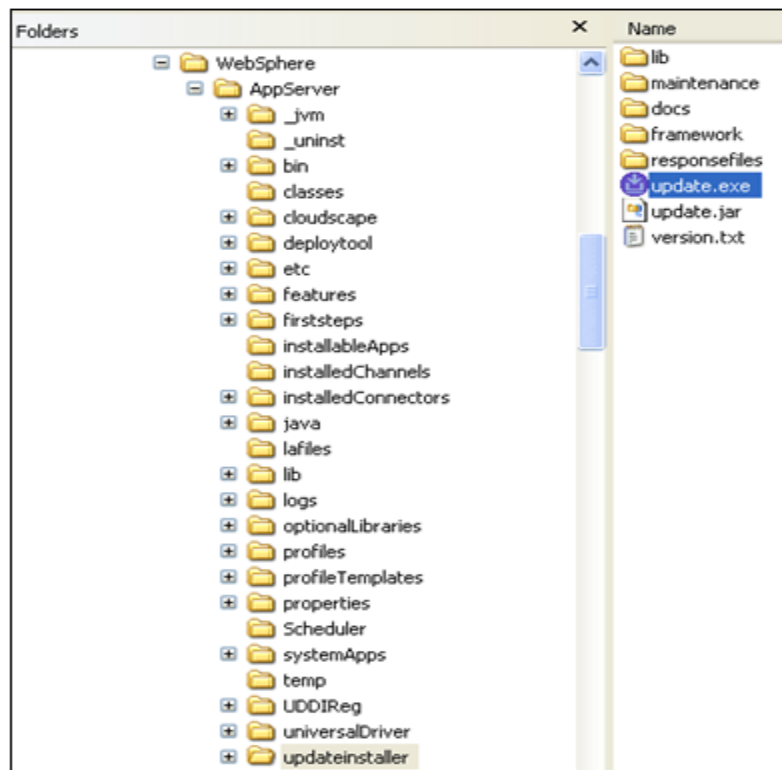 Folders
WebSphere
AppServer
_jvm
_uninst
bin
classes
cloudscape
deploytool
etc
features
firststeps
installableApps
installedChannels
installedConnectors
java
lafiles
lib
logs
optionalLibraries
profiles
profileTemplates
properties
Scheduler
systemApps
temp
UDDIReg
universalDriver
updateinstaller
Name
lib
maintenance
docs
framework
responsefiles
update.exe
update.jar
version.txt